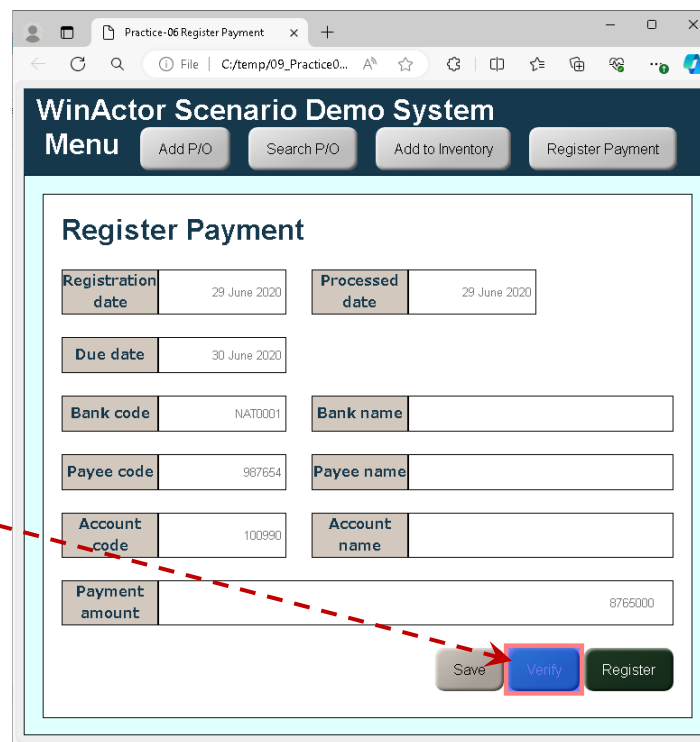 Practice-06 Register Payment
File C:/temp/09_Practice0...
WinActor Scenario Demo System
Menu Add P/O Search P/O Add to Inventory Register Payment
Register Payment
Registration date 29 June 2020 Processed date 29 June 2020
Due date 30 June 2020
Bank code NAT0001 Bank name
Payee code 987654 Payee name
Account code 100990 Account name
Payment amount 8765000
Save Verify Register